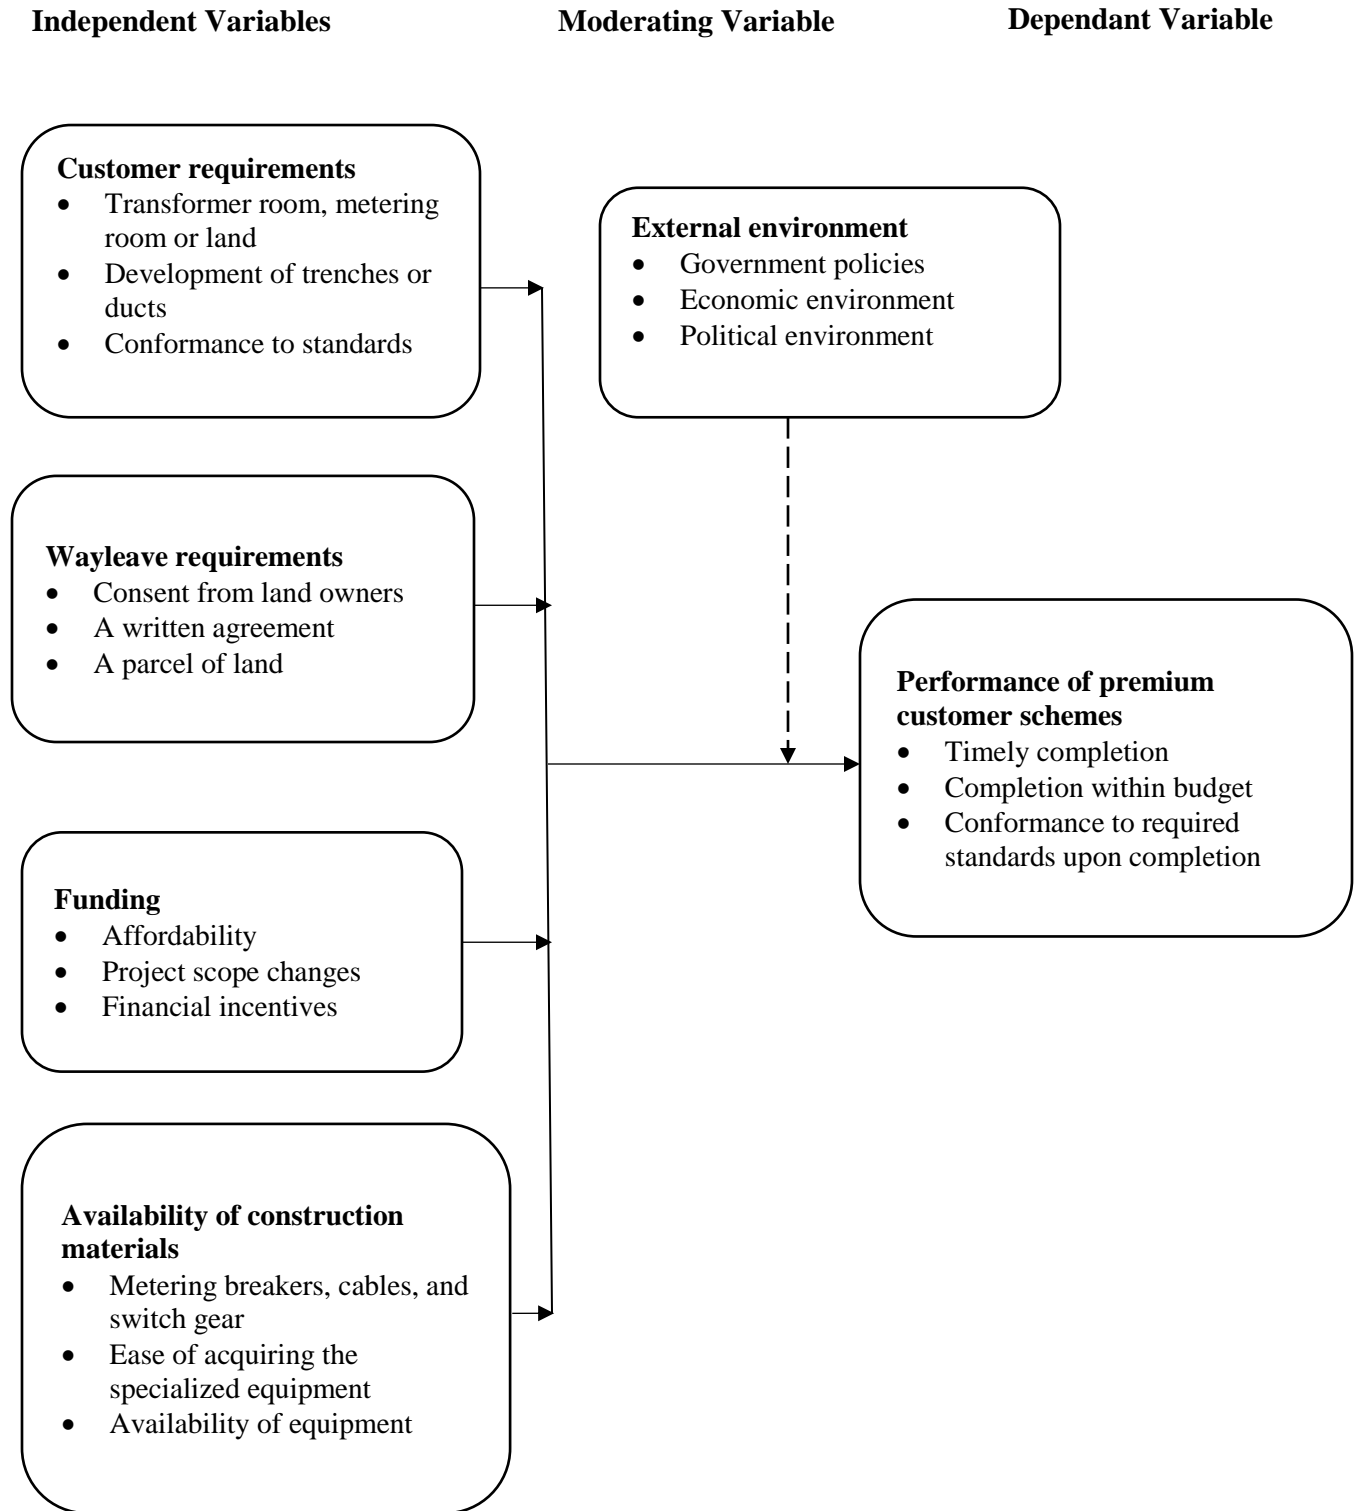 Independent Variables
Moderating Variable
Dependant Variable
Customer requirements
• Transformer room, metering
room or land
• Development of trenches or
ducts
• Conformance to standards
External environment
• Government policies
• Economic environment
• Political environment
Wayleave requirements
• Consent from land owners
• A written agreement
• A parcel of land
Performance of premium
customer schemes
• Timely completion
• Completion within budget
• Conformance to required
standards upon completion
Funding
• Affordability
• Project scope changes
• Financial incentives
Availability of construction
materials
• Metering breakers, cables, and
switch gear
• Ease of acquiring the
specialized equipment
• Availability of equipment